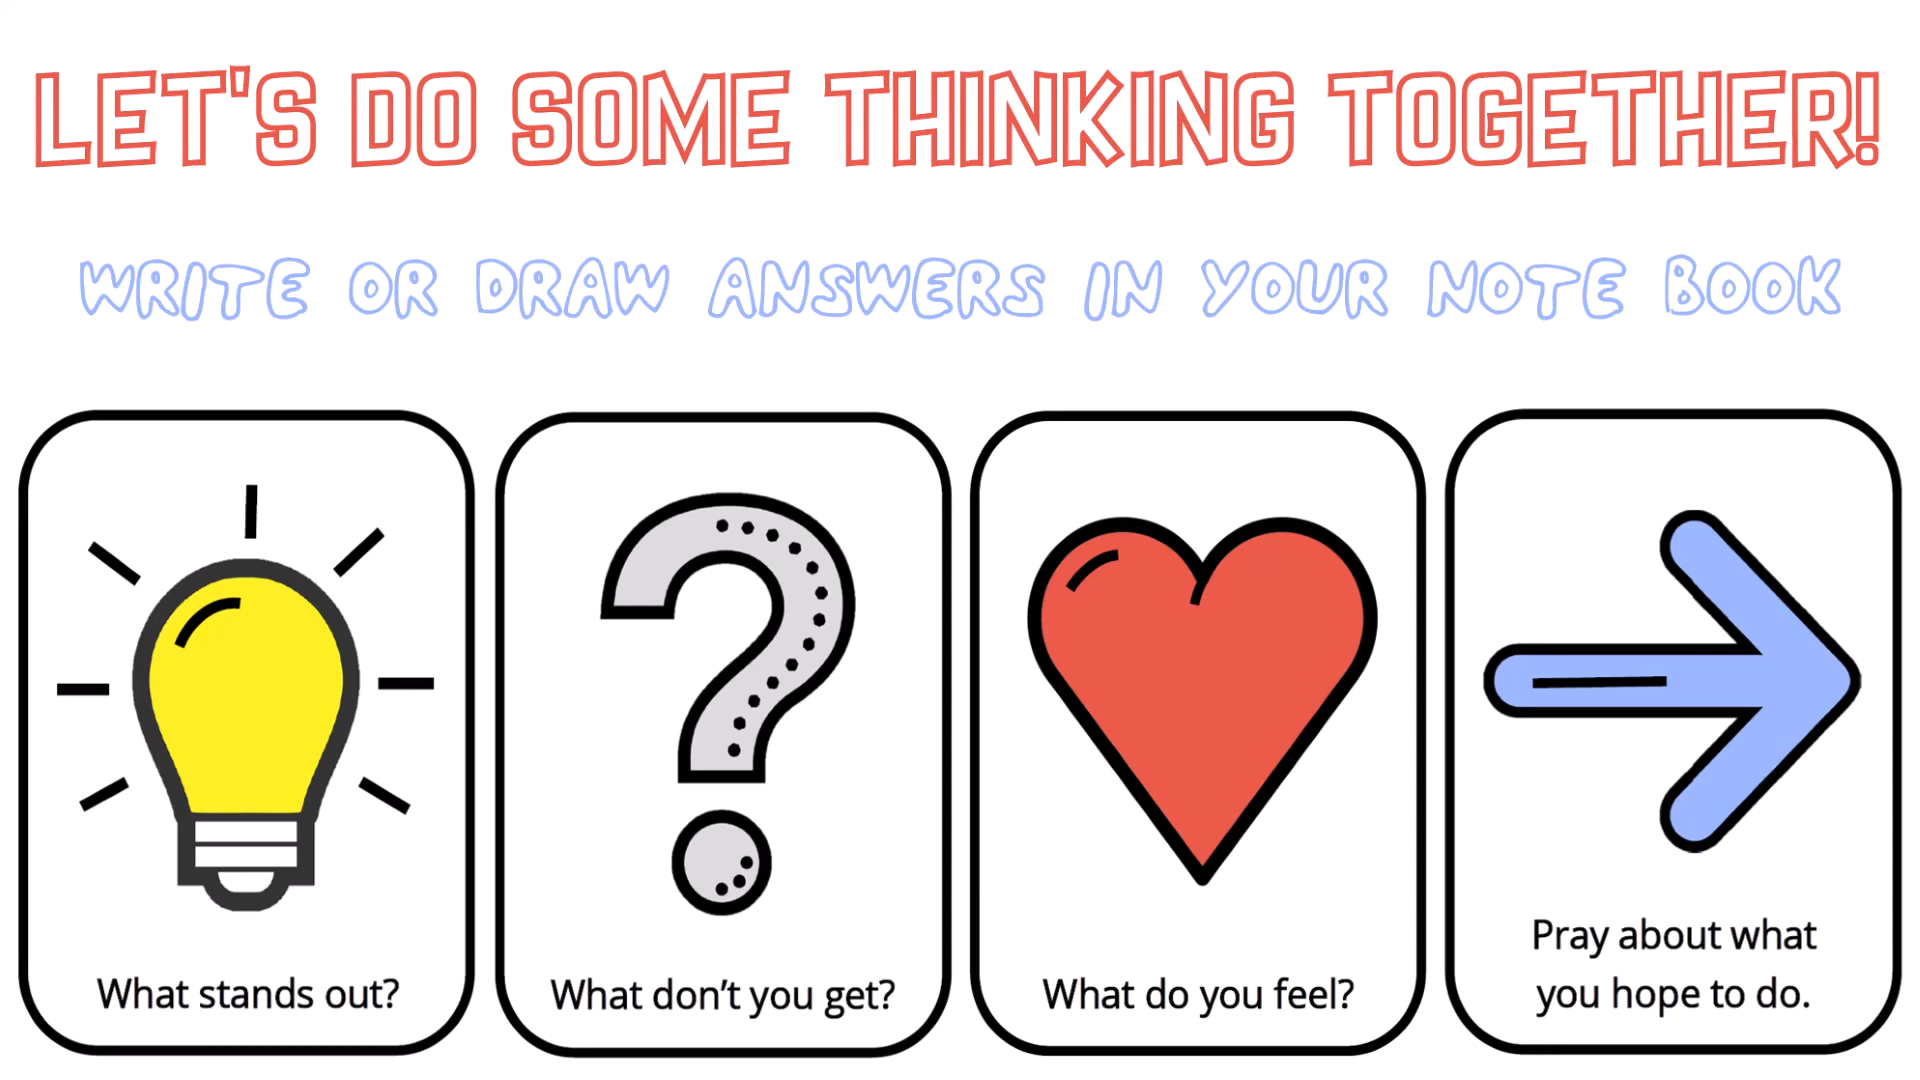 LET'S DO SOME THINKING TOGETHER!
WRITE OR DRAW ANSWERS IN YOUR NOTE BOOK
What stands out?
What don't you get?
What do you feel?
Pray about what
you hope to do.